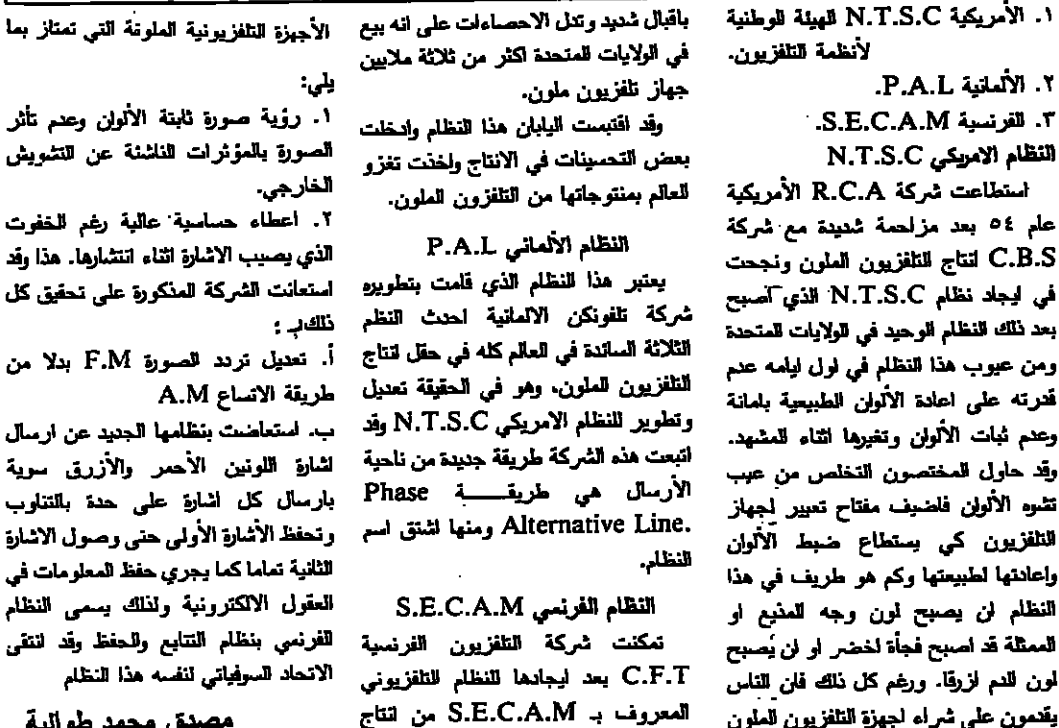 ١. الأمريكية N.T.S.C الهيئة الوطنية
لأنظمة التلفزيون.
٢. الألمانية P.A.L.
٣. الفرنسية S.E.C.A.M.
النظام الامريكي N.T.S.C
استطاعت شركة R.C.A الأمريكية
عام ٥٤ بعد مزاحمة شديدة مع شركة
C.B.S انتاج التلفزيون الملون ونجحت
في ايجاد نظام N.T.S.C الذي اصبح
بعد ذلك النظام الوحيد في الولايات المتحدة
ومن عيوب هذا النظام في اول ايامه عدم
قدرته على اعادة الألوان الطبيعية بامانة
وعدم ثبات الألوان وتغيرها اثناء المشهد.
وقد حاول المختصون التخلص من عيب
تشوه الألوان فاضيف مفتاح تعبير لجهاز
التلفزيون كي يستطاع ضبط الألوان
واعادتها لطبيعتها وكم هو طريف في هذا
النظام ان يصبح لون وجه المذيع او
الممثلة قد اصبح فجأة اخضر او ان يصبح
لون الدم ازرقا. ورغم كل ذلك فان الناس
يقدمون على شراء اجهزة التلفزيون الملون
باقبال شديد وتدل الاحصاءات على انه بيع
في الولايات المتحدة اكثر من ثلاثة ملايين
جهاز تلفزيون ملون.
وقد اقتبست اليابان هذا النظام وادخلت
بعض التحسينات في الانتاج واخذت تغزو
العالم بمنتوجاتها من التلفزون الملون.
النظام الألماني P.A.L
يعتبر هذا النظام الذي قامت بتطويره
شركة تلفونكن الالمانية احدث النظم
الثلاثة السائدة في العالم كله في حقل انتاج
التلفزيون الملون، وهو في الحقيقة تعديل
وتطوير للنظام الامريكي N.T.S.C وقد
اتبعت هذه الشركة طريقة جديدة من ناحية
الأرسال هي طريقـــــــة Phase
Alternative Line. ومنها اشتق اسم
النظام.
النظام الفرنسي S.E.C.A.M
تمكنت شركة التلفزيون الفرنسية
C.F.T بعد ايجادها للنظام التلفزيوني
المعروف بـ S.E.C.A.M من انتاج
الأجهزة التلفزيونية الملونة التي تمتاز بما
يلي:
١. رؤية صورة ثابتة الألوان وعدم تأثر
الصورة بالمؤثرات الناشئة عن التشويش
الخارجي.
٢. اعطاء حساسية عالية رغم الخفوت
الذي يصيب الاشارة اثناء انتشارها. هذا وقد
استعانت الشركة المذكورة على تحقيق كل
ذلك بـ :
أ. تعديل تردد الصورة F.M بدلا من
طريقة الاتساع A.M
ب. استعاضت بنظامها الجديد عن ارسال
اشارة اللونين الأحمر والأزرق سوية
بارسال كل اشارة على حدة بالتناوب
وتحفظ الأشارة الأولى حتى وصول الاشارة
الثانية تماما كما يجري حفظ المعلومات في
العقول الالكترونية ولذلك يسمى النظام
الفرنمي بنظام التتابع والحفظ وقد انتقى
الاتحاد السوفياتي لنفسه هذا النظام
مصدق محمد طوالبة